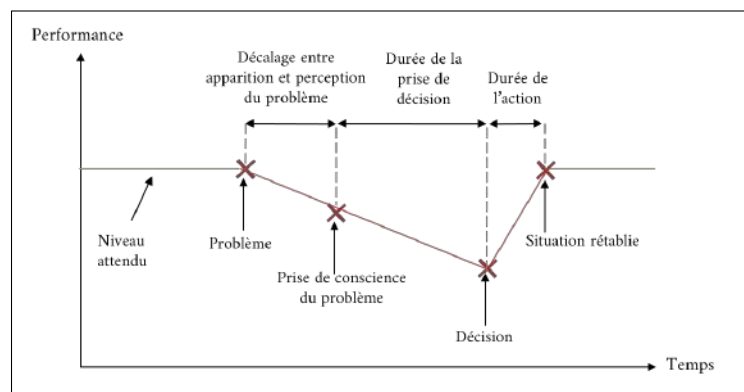 Performance
Décalage entre
apparition et perception
du problème
Durée de la
prise de
décision
Durée de
l'action
Niveau
attendu
Problème
Prise de conscience
du problème
Situation rétablie
Décision
Temps